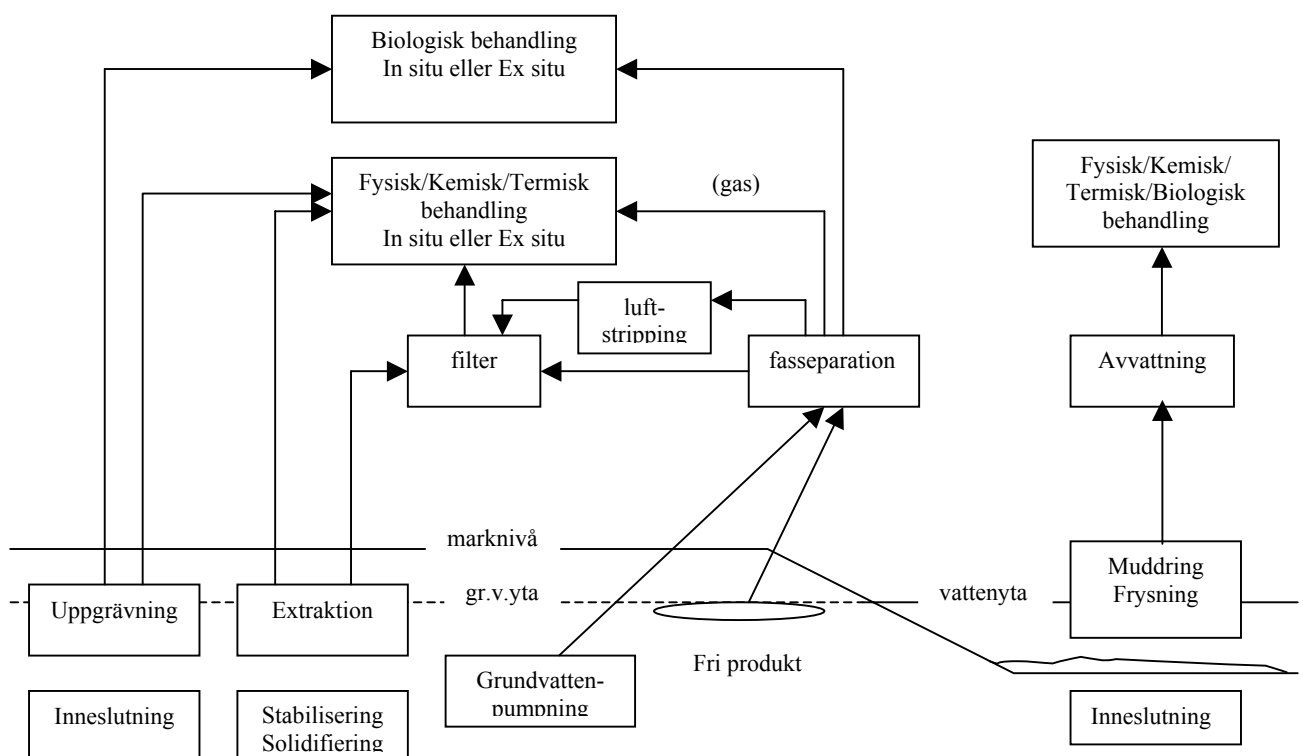 Biologisk behandling
In situ eller Ex situ
Fysisk/Kemisk/Termisk
behandling
In situ eller Ex situ
(gas)
Fysisk/Kemisk/
Termisk/Biologisk
behandling
luft-
stripping
filter
fasseparation
Avvattning
marknivå
Uppgrävning
Extraktion
gr.v.yta
vattenyta
Muddring
Frysning
Fri produkt
Grundvatten-
pumpning
Inneslutning
Stabilisering
Solidifiering
Inneslutning